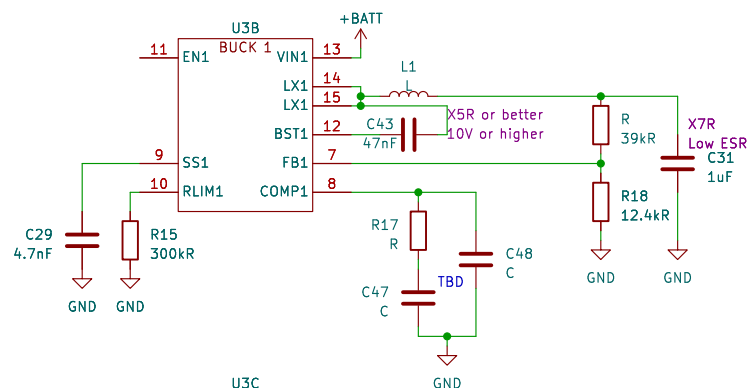 +BATT
U3B
BUCK 1
11
EN1
VIN1
13
LX1
14
LX1
15
BST1
12
9
SS1
FB1
7
10
RLIM1
COMP1
8
L1
L
C43
47nF
X5R or better
10V or higher
R
39kR
X7R
Low ESR
C31
1uF
R18
12.4kR
GND
GND
C29
4.7nF
R15
300kR
GND
GND
R17
R
C48
C
TBD
C47
C
GND
U3C